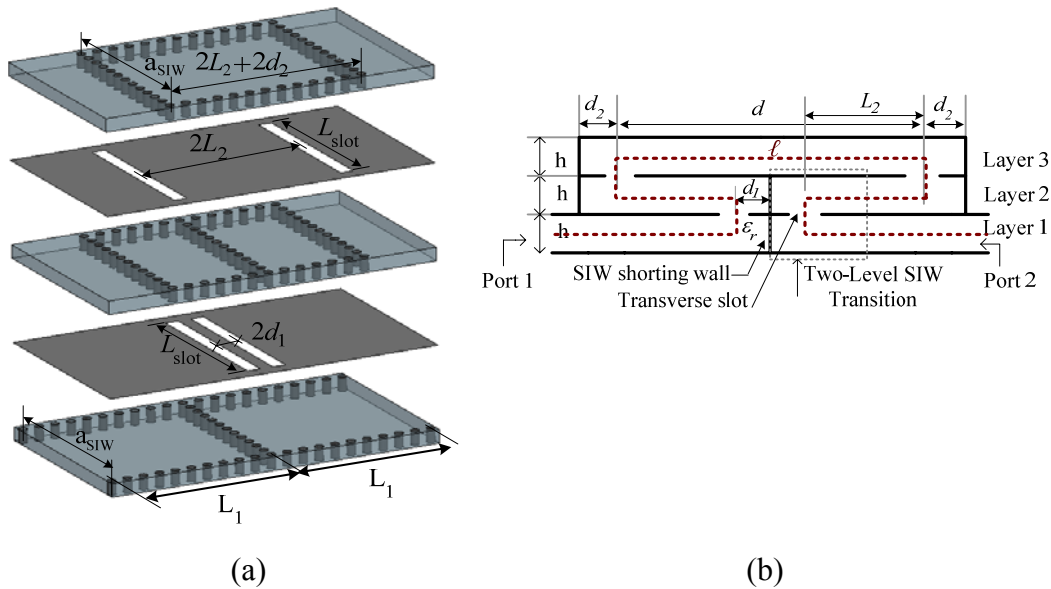 a_SIW
2L_2+2d_2
2L_2
L_slot
2d_1
L_slot
a_SIW
L_1
L_1
(a)
d_2
d
L_2
d_2
h
ℓ
Layer 3
h
d_1
Layer 2
h
ε_r
Layer 1
Port 1
SIW shorting wall
Two-Level SIW
Port 2
Transverse slot
Transition
(b)